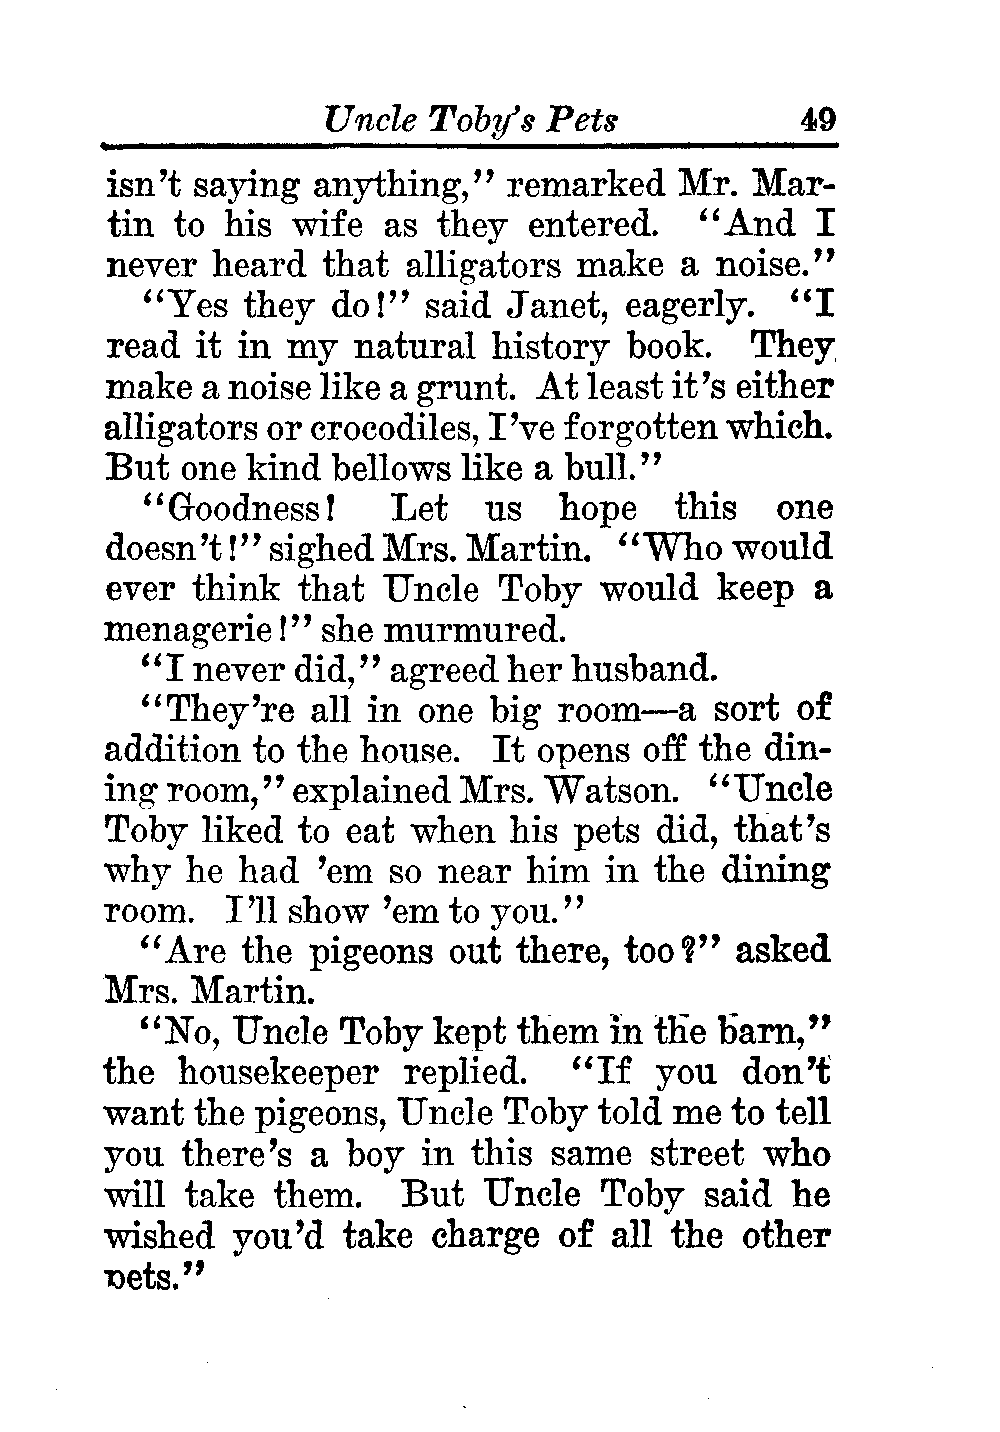 Uncle Toby's Pets 49
isn't saying anything," remarked Mr. Mar-
tin to his wife as they entered. "And I
never heard that alligators make a noise."
"Yes they do!" said Janet, eagerly. "I
read it in my natural history book. They
make a noise like a grunt. At least it's either
alligators or crocodiles, I've forgotten which.
But one kind bellows like a bull."
"Goodness! Let us hope this one
doesn't!" sighed Mrs. Martin. "Who would
ever think that Uncle Toby would keep a
menagerie!" she murmured.
"I never did," agreed her husband.
"They're all in one big room—a sort of
addition to the house. It opens off the din-
ing room," explained Mrs. Watson. "Uncle
Toby liked to eat when his pets did, that's
why he had 'em so near him in the dining
room. I'll show 'em to you."
"Are the pigeons out there, too?" asked
Mrs. Martin.
"No, Uncle Toby kept them in the barn,"
the housekeeper replied. "If you don't
want the pigeons, Uncle Toby told me to tell
you there's a boy in this same street who
will take them. But Uncle Toby said he
wished you'd take charge of all the other
pets."